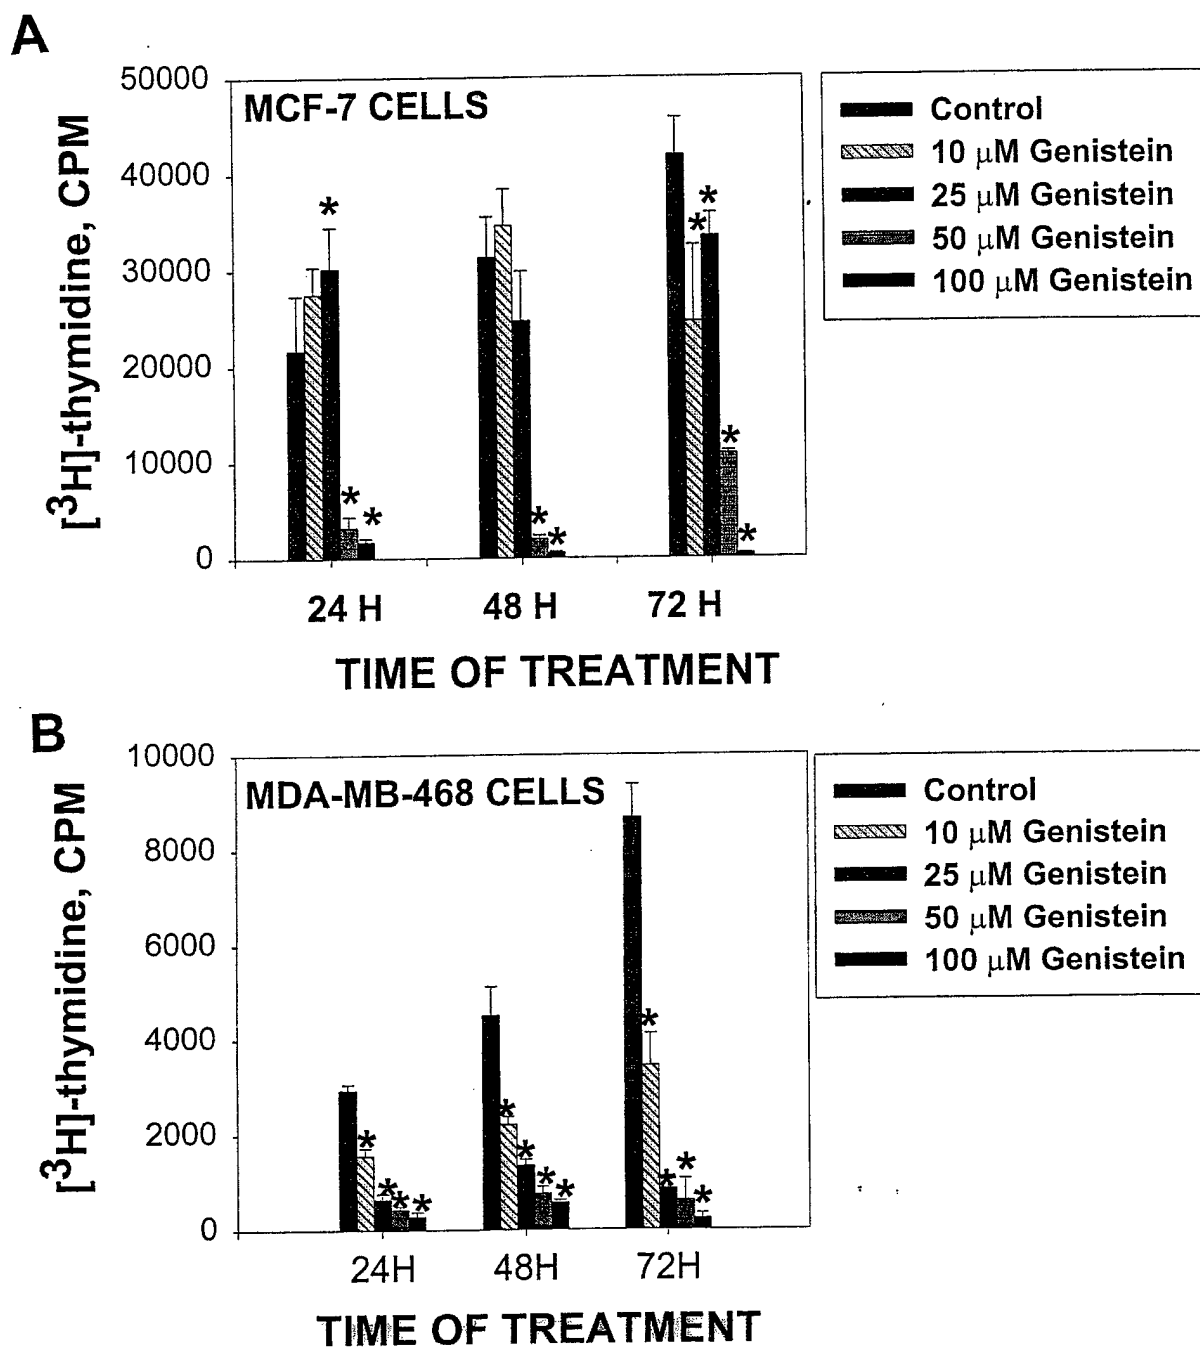 A
50000
40000
30000
20000
10000
0
[3H]-thymidine, CPM
MCF-7 CELLS
* * * * * * * * *
Control
10 μM Genistein
25 μM Genistein
50 μM Genistein
100 μM Genistein
24 H 48 H 72 H
TIME OF TREATMENT
B
10000
8000
6000
4000
2000
0
[3H]-thymidine, CPM
MDA-MB-468 CELLS
* * * * * * * * * * * *
Control
10 μM Genistein
25 μM Genistein
50 μM Genistein
100 μM Genistein
24H 48H 72H
TIME OF TREATMENT